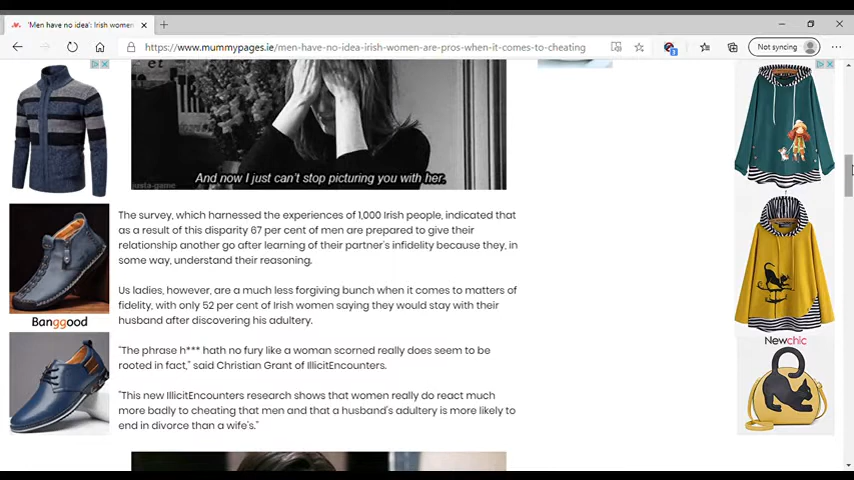 'Men have no idea': Irish women
Not syncing
https://www.mummypages.ie/men-have-no-idea-irish-women-are-pros-when-it-comes-to-cheating
3
And now I just can't stop picturing you with her.
The survey, which harnessed the experiences of 1,000 Irish people, indicated that
as a result of this disparity 67 per cent of men are prepared to give their
relationship another go after learning of their partner's infidelity because they, in
some way, understand their reasoning.
Us ladies, however, are a much less forgiving bunch when it comes to matters of
fidelity, with only 52 per cent of Irish women saying they would stay with their
husband after discovering his adultery.
"The phrase h*** hath no fury like a woman scorned really does seem to be
rooted in fact," said Christian Grant of IllicitEncounters.
"This new IllicitEncounters research shows that women really do react much
more badly to cheating that men and that a husband's adultery is more likely to
end in divorce than a wife's."
Banggood
Newchic